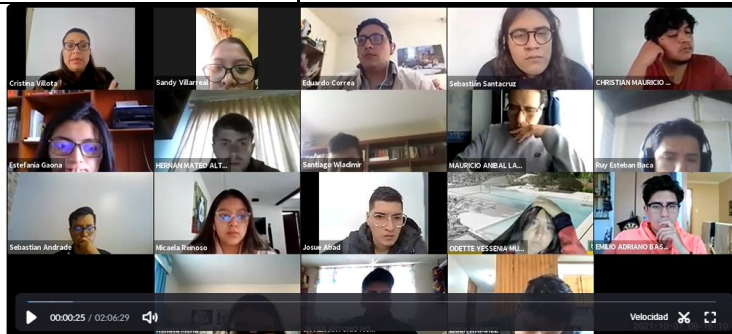 Cristina Villota
Sandy Villarreal
Eduardo Correa
Sebastián Santacruz
CHRISTIAN MAURICIO ...
Estefania Gaona
HERNAN MATEO ALT...
Santiago Wladimir
MAURICIO ANIBAL LA...
Ruy Esteban Baca
Sebastian Andrade
Micaela Reinoso
Josue Abad
ODETTE YESSENIA MU...
EMILIO ADRIANO BAS...
00:00:25 / 02:06:29
Velocidad